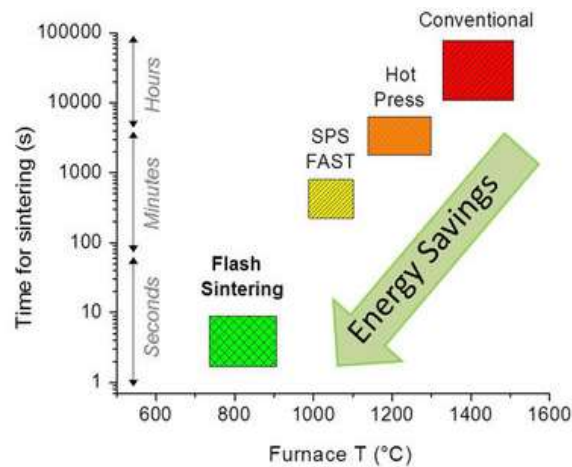 Conventional
Hot
Press
SPS
FAST
Flash
Sintering
Energy Savings
Time for sintering (s)
100000
10000
1000
100
10
1
Hours
Minutes
Seconds
600
800
1000
1200
1400
1600
Furnace T (°C)